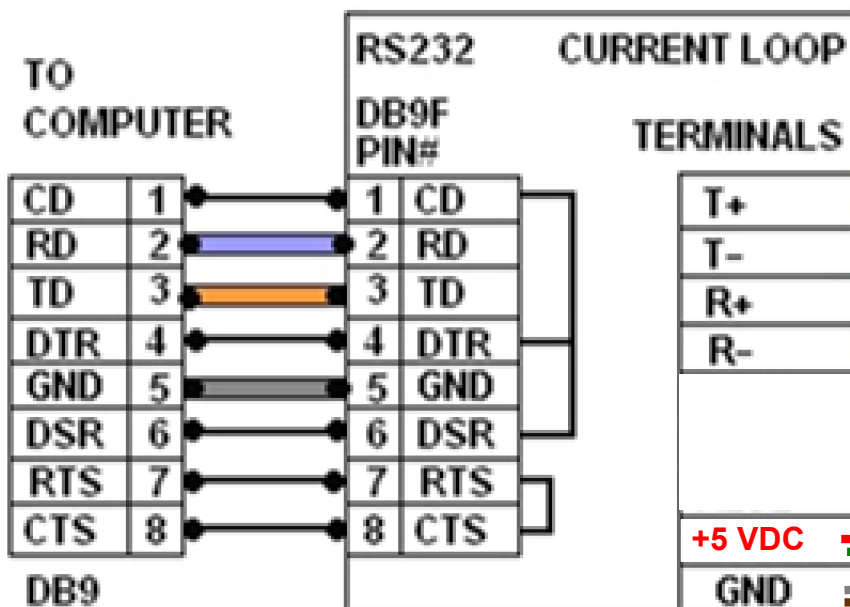 RS232 CURRENT LOOP
TO
COMPUTER
DB9F
PIN#
TERMINALS
CD 1 1 CD
RD 2 2 RD
TD 3 3 TD
DTR 4 4 DTR
GND 5 5 GND
DSR 6 6 DSR
RTS 7 7 RTS
CTS 8 8 CTS
DB9
T+
T-
R+
R-
+5 VDC
GND